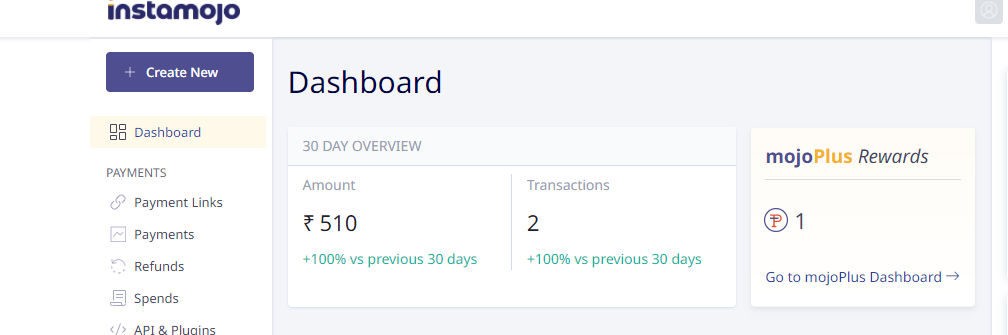 instamojo
+ Create New
Dashboard
PAYMENTS
Payment Links
Payments
Refunds
Spends
</> API & Plugins
Dashboard
30 DAY OVERVIEW
Amount
₹ 510
+100% vs previous 30 days
Transactions
2
+100% vs previous 30 days
mojoPlus Rewards
1
Go to mojoPlus Dashboard →